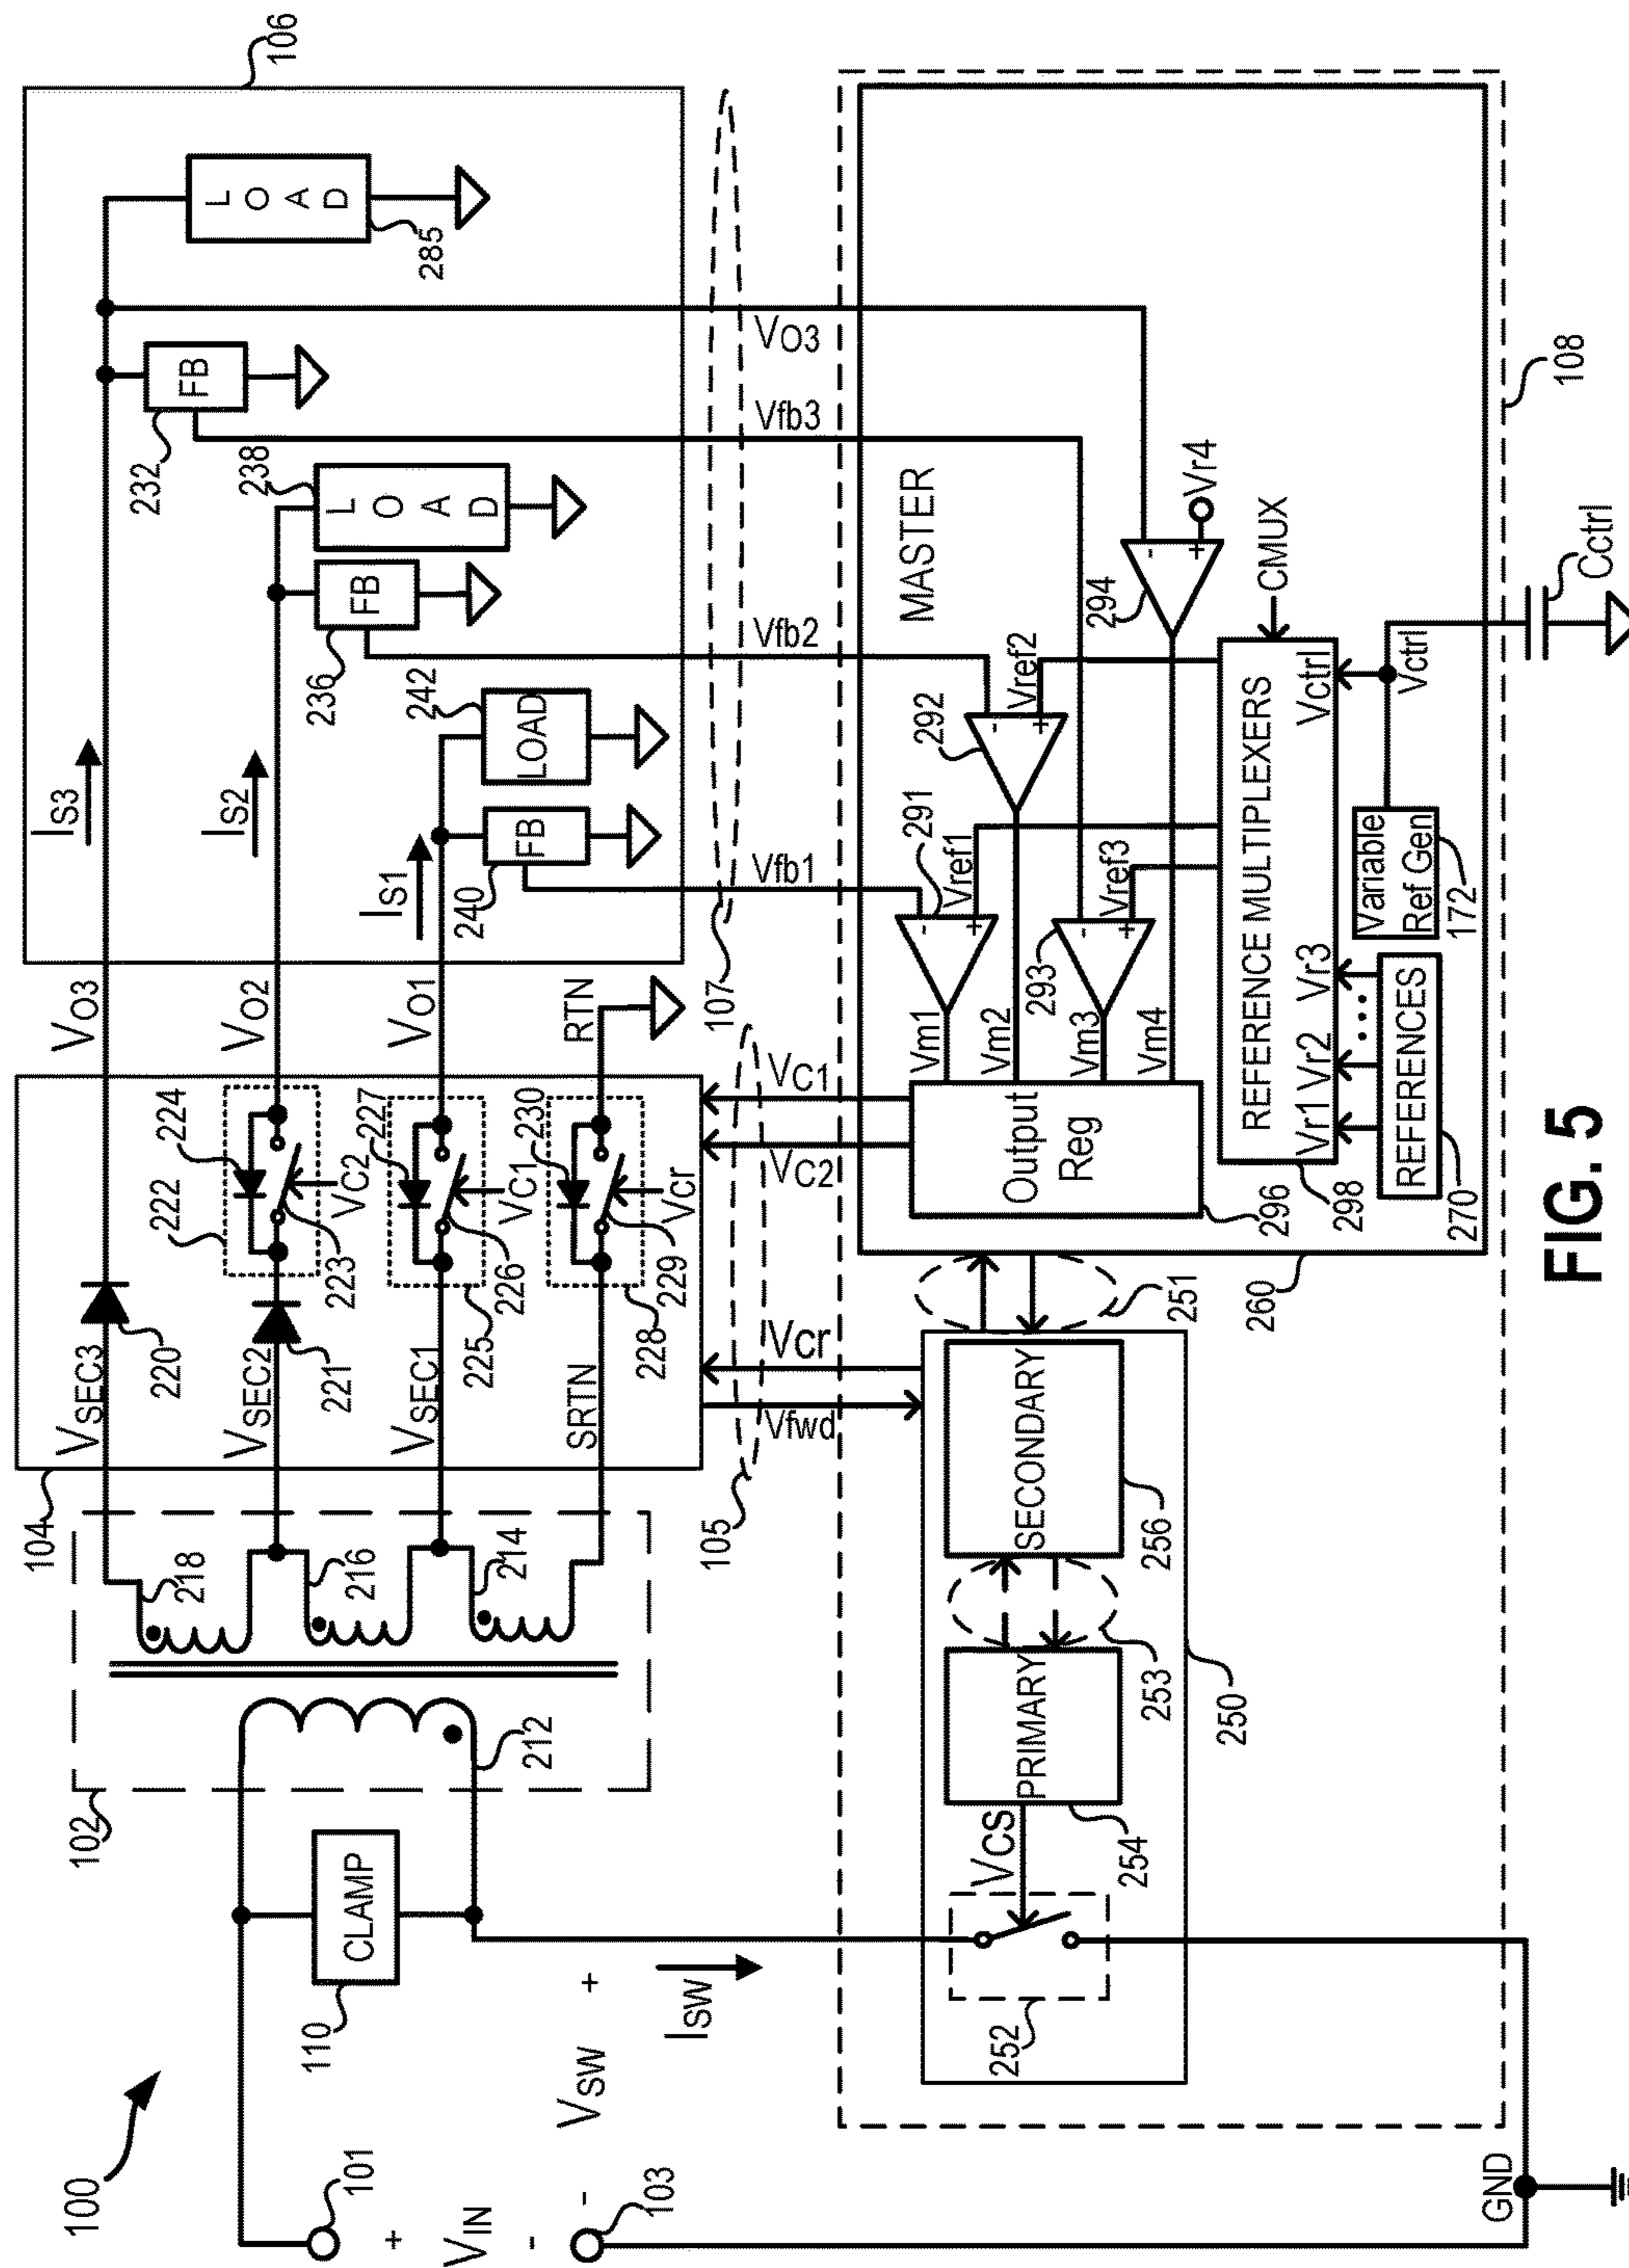 100
101
+
VIN
-
103
-
VSW
+
ISW
GND
CLAMP
110
102
212
218
216
214
104
VSEC3
220
VSEC2
221
222
224
223
VC2
VSEC1
225
226
227
VC1
SRTN
228
229
230
Vcr
VO3
VO2
VO1
RTN
105
107
IS3
IS2
IS1
106
FB
240
LOAD
242
FB
236
L
O
A
D
238
FB
232
L
O
A
D
285
Vfwd
Vcr
VC2
VC1
Vfb1
Vfb2
Vfb3
VO3
252
VCS
PRIMARY
254
253
SECONDARY
256
250
251
260
MASTER
Output
Reg
296
Vm1
Vm2
Vm3
Vm4
-
+
291
Vref1
-
+
292
Vref2
-
+
293
Vref3
-
+
294
Vr4
REFERENCE MULTIPLEXERS
Vr1
Vr2
...
Vr3
Vctrl
298
CMUX
REFERENCES
270
Variable
Ref Gen
172
Vctrl
Cctrl
108
FIG. 5